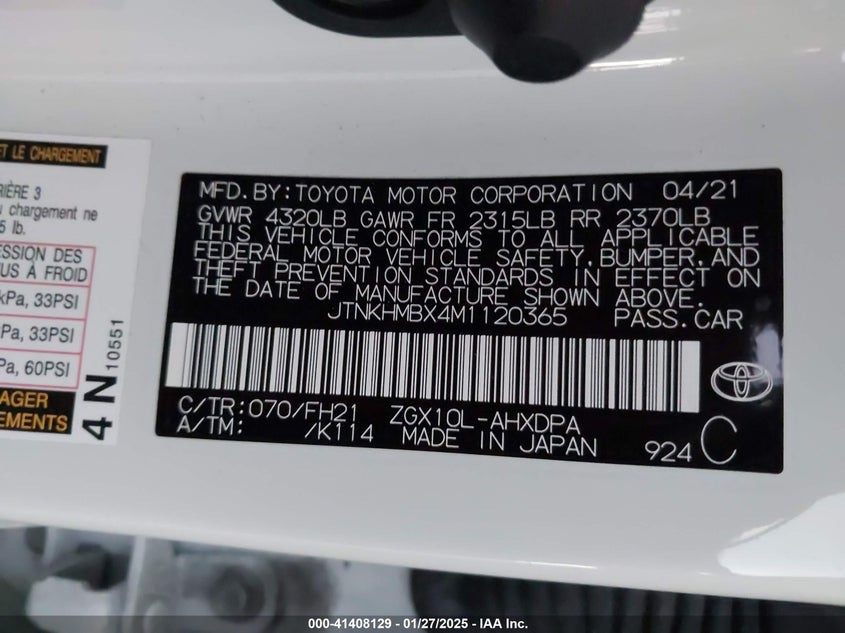 ET LE CHARGEMENT
RIÈRE 3
u chargement ne
5 lb.
ESSION DES
US À FROID
kPa, 33PSI
Pa, 33PSI
Pa, 60PSI
AGER
EMENTS
4N 10551
MFD. BY: TOYOTA MOTOR CORPORATION 04/21
GVWR 4320LB GAWR FR 2315LB RR 2370LB
THIS VEHICLE CONFORMS TO ALL APPLICABLE
FEDERAL MOTOR VEHICLE SAFETY, BUMPER, AND
THEFT PREVENTION STANDARDS IN EFFECT ON
THE DATE OF MANUFACTURE SHOWN ABOVE.
JTNKHMBX4M1120365 PASS. CAR
C/TR: 070/FH21 ZGX10L-AHXDPA
A/TM: /K114 MADE IN JAPAN 924 C
000-41408129 - 01/27/2025 - IAA Inc.